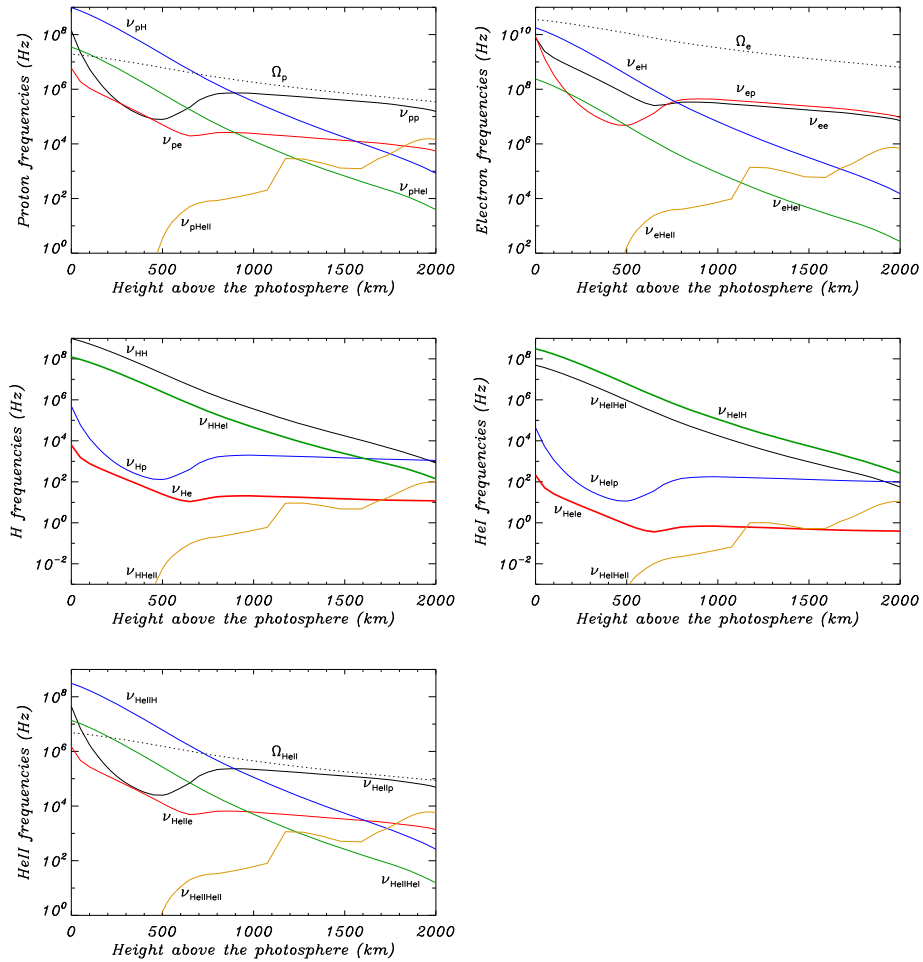 Proton frequencies (Hz)
10^8
10^6
10^4
10^2
10^0
ν_pH
Ω_p
ν_pp
ν_pe
ν_pHeI
ν_pHeII
0 500 1000 1500 2000
Height above the photosphere (km)
Electron frequencies (Hz)
10^10
10^8
10^6
10^4
10^2
Ω_e
ν_eH
ν_ep
ν_ee
ν_eHeI
ν_eHeII
0 500 1000 1500 2000
Height above the photosphere (km)
H frequencies (Hz)
10^8
10^6
10^4
10^2
10^0
10^-2
ν_HH
ν_HHeI
ν_Hp
ν_He
ν_HHeII
0 500 1000 1500 2000
Height above the photosphere (km)
HeI frequencies (Hz)
10^8
10^6
10^4
10^2
10^0
10^-2
ν_HeIHeI
ν_HeIH
ν_HeIp
ν_HeIe
ν_HeIHeII
0 500 1000 1500 2000
Height above the photosphere (km)
HeII frequencies (Hz)
10^8
10^6
10^4
10^2
10^0
ν_HeIIH
Ω_HeII
ν_HeIIp
ν_HeIIe
ν_HeIIHeI
ν_HeIIHeII
0 500 1000 1500 2000
Height above the photosphere (km)